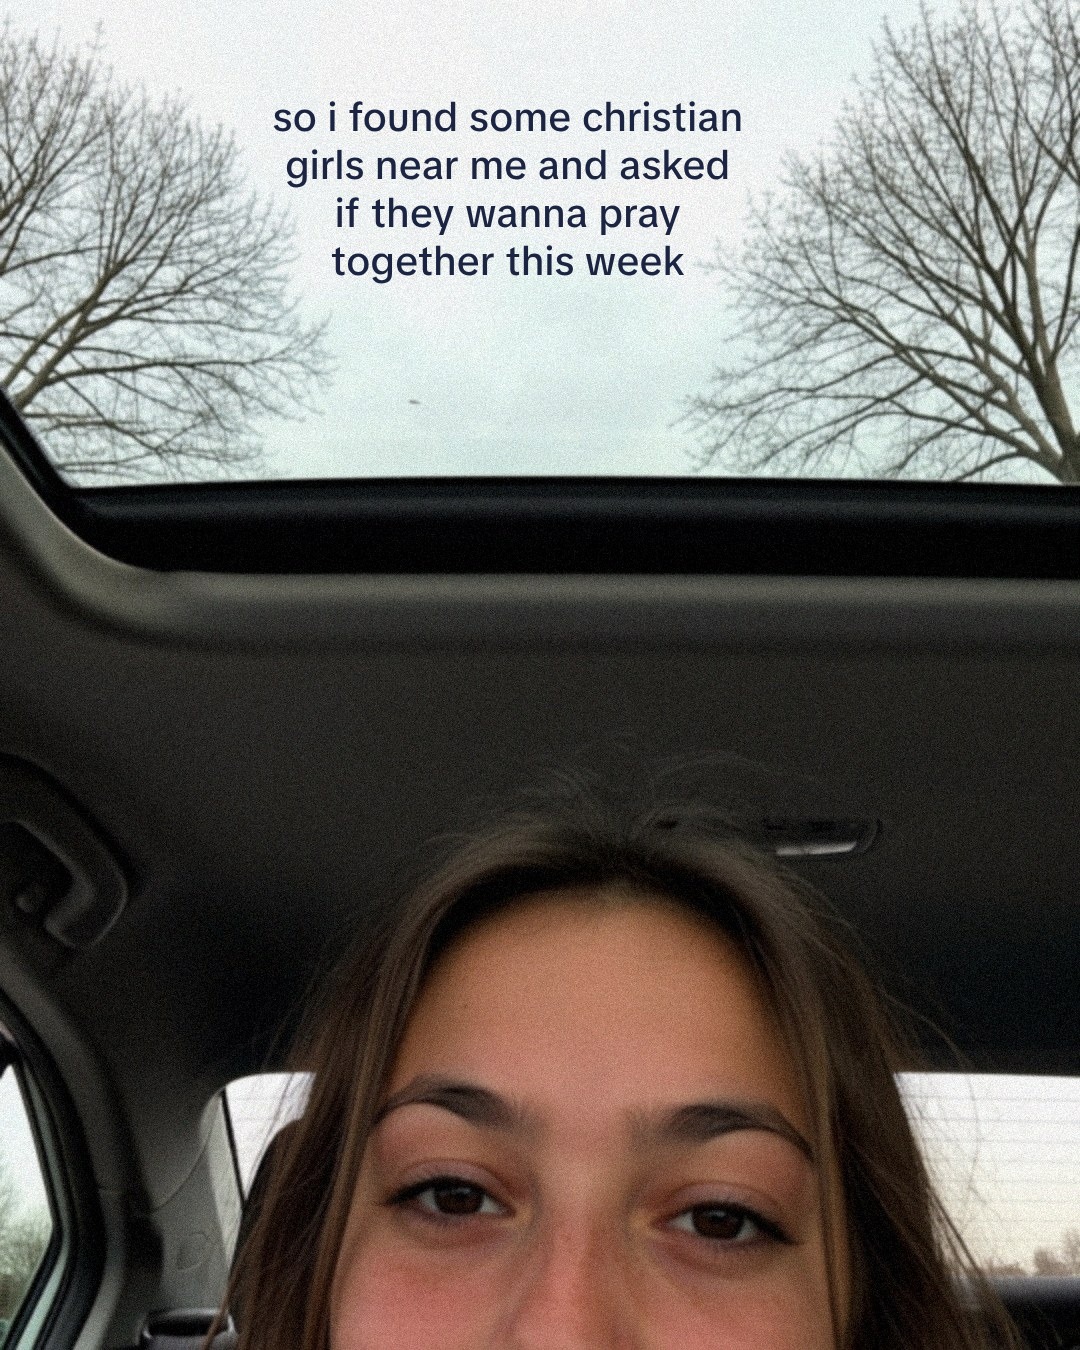 so i found some christian
girls near me and asked
if they wanna pray
together this week